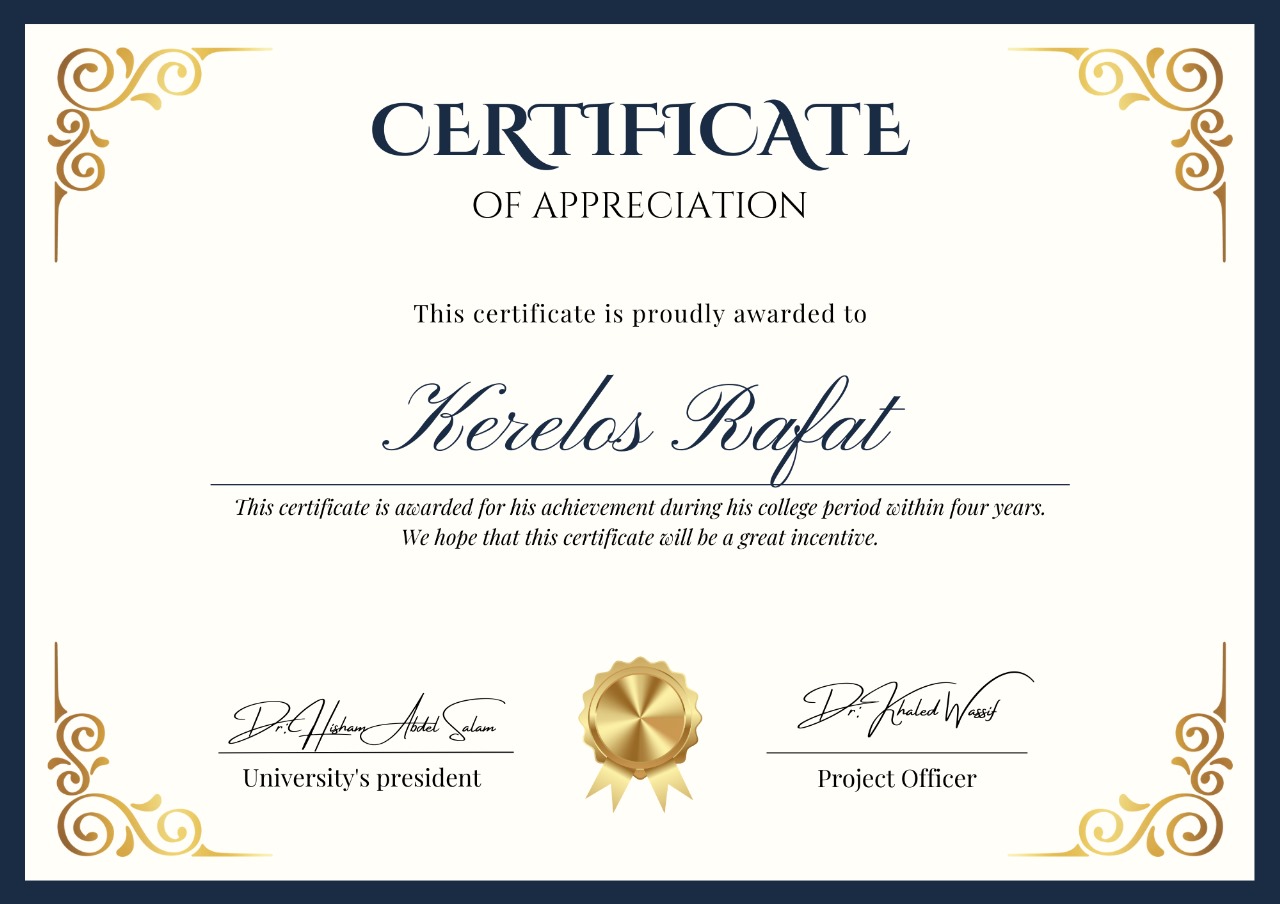 CERTIFICATE
OF APPRECIATION
This certificate is proudly awarded to
Kerelos Rafat
This certificate is awarded for his achievement during his college period within four years.
We hope that this certificate will be a great incentive.
Dr: Hisham Abdel Salam
Dr: Khaled Wassif
University's president
Project Officer